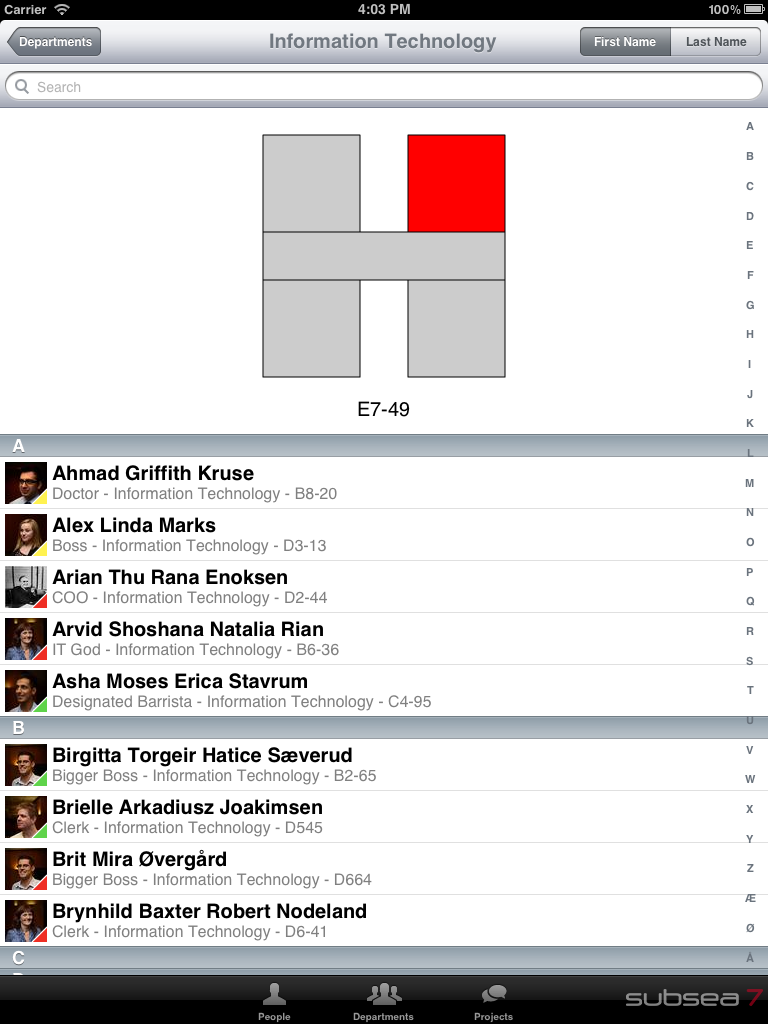 Carrier 4:03 PM 100%
Departments Information Technology First Name Last Name
Search
E7-49
A
Ahmad Griffith Kruse
Doctor - Information Technology - B8-20
Alex Linda Marks
Boss - Information Technology - D3-13
Arian Thu Rana Enoksen
COO - Information Technology - D2-44
Arvid Shoshana Natalia Rian
IT God - Information Technology - B6-36
Asha Moses Erica Stavrum
Designated Barrista - Information Technology - C4-95
B
Birgitta Torgeir Hatice Sæverud
Bigger Boss - Information Technology - B2-65
Brielle Arkadiusz Joakimsen
Clerk - Information Technology - D545
Brit Mira Øvergård
Bigger Boss - Information Technology - D664
Brynhild Baxter Robert Nodeland
Clerk - Information Technology - D6-41
C
A
B
C
D
E
F
G
H
I
J
K
L
M
N
O
P
Q
R
S
T
U
V
W
X
Y
Z
Æ
Ø
Å
People Departments Projects
subsea 7